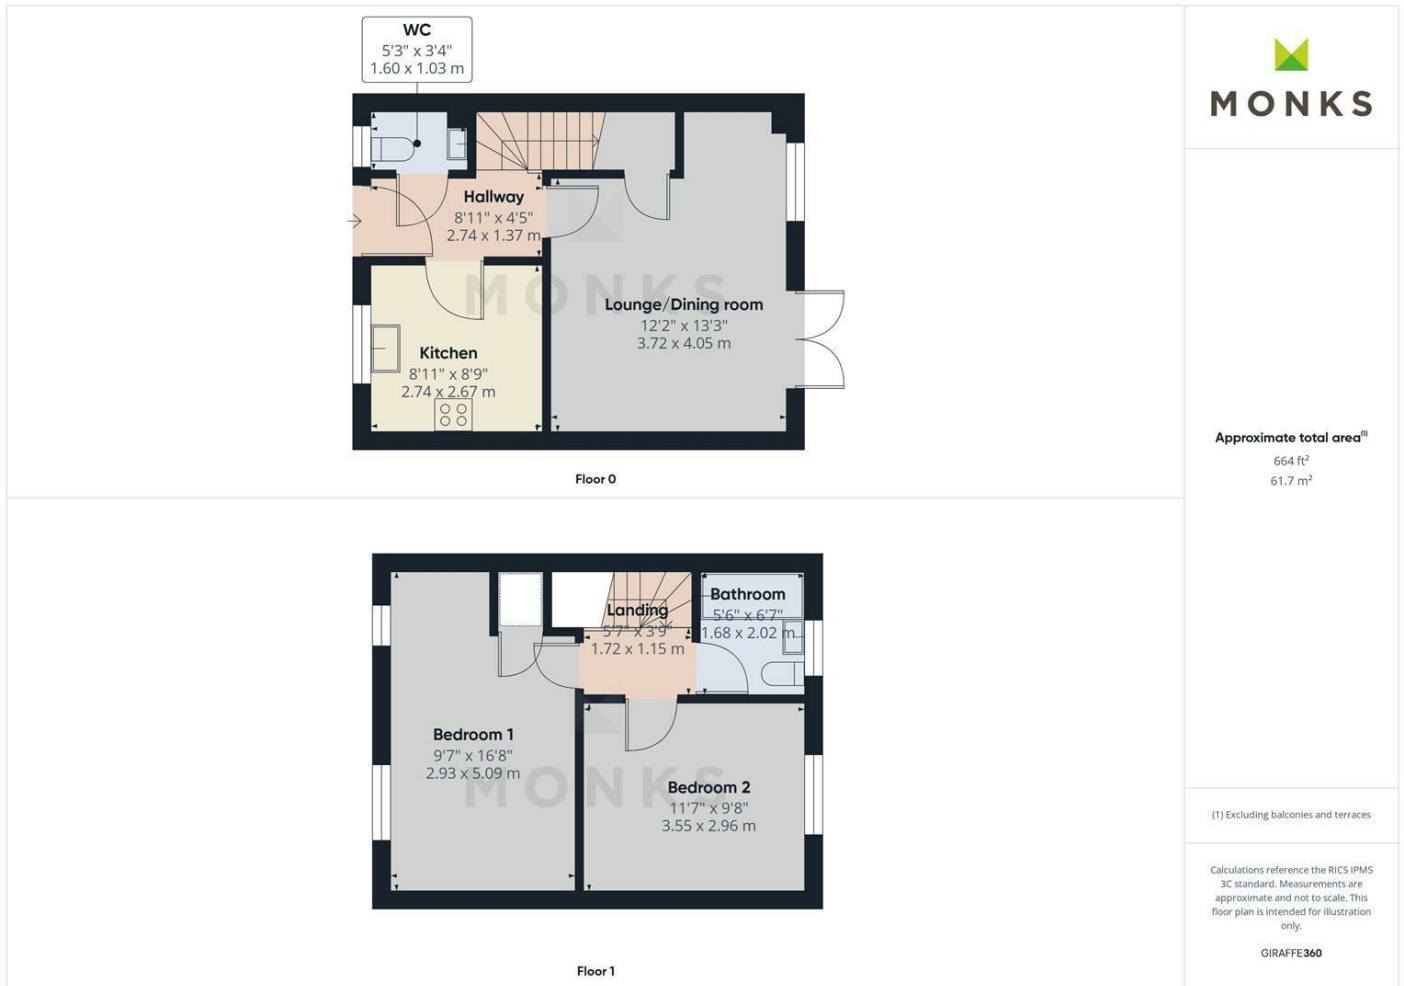 WC
5'3" x 3'4"
1.60 x 1.03 m
Hallway
8'11" x 4'5"
2.74 x 1.37 m
MONKS
Lounge/Dining room
12'2" x 13'3"
3.72 x 4.05 m
Kitchen
8'11" x 8'9"
2.74 x 2.67 m
Floor 0
Landing
5'7" x 3'9"
1.72 x 1.15 m
Bathroom
5'6" x 6'7"
1.68 x 2.02 m
Bedroom 1
9'7" x 16'8"
2.93 x 5.09 m
MONKS
Bedroom 2
11'7" x 9'8"
3.55 x 2.96 m
Floor 1
MONKS
Approximate total area(1)
664 ft²
61.7 m²
(1) Excluding balconies and terraces
Calculations reference the RICS IPMS
3C standard. Measurements are
approximate and not to scale. This
floor plan is intended for illustration
only.
GIRAFFE360